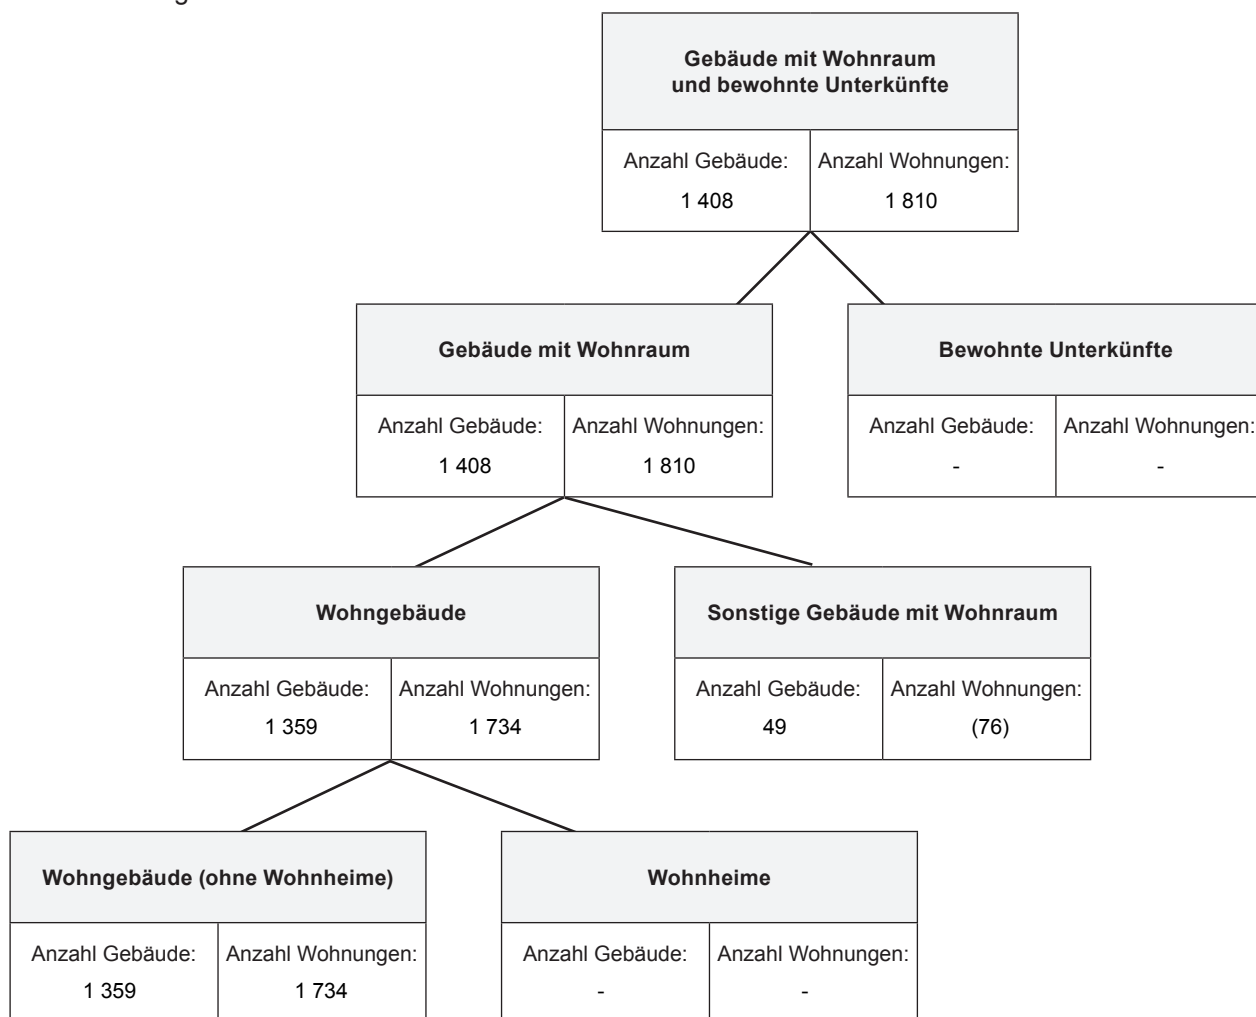 Gebäude mit Wohnraum
und bewohnte Unterkünfte
Anzahl Gebäude: Anzahl Wohnungen:
1 408 1 810
Gebäude mit Wohnraum Bewohnte Unterkünfte
Anzahl Gebäude: Anzahl Wohnungen: Anzahl Gebäude: Anzahl Wohnungen:
1 408 1 810 - -
Wohngebäude Sonstige Gebäude mit Wohnraum
Anzahl Gebäude: Anzahl Wohnungen: Anzahl Gebäude: Anzahl Wohnungen:
1 359 1 734 49 (76)
Wohngebäude (ohne Wohnheime) Wohnheime
Anzahl Gebäude: Anzahl Wohnungen: Anzahl Gebäude: Anzahl Wohnungen:
1 359 1 734 - -